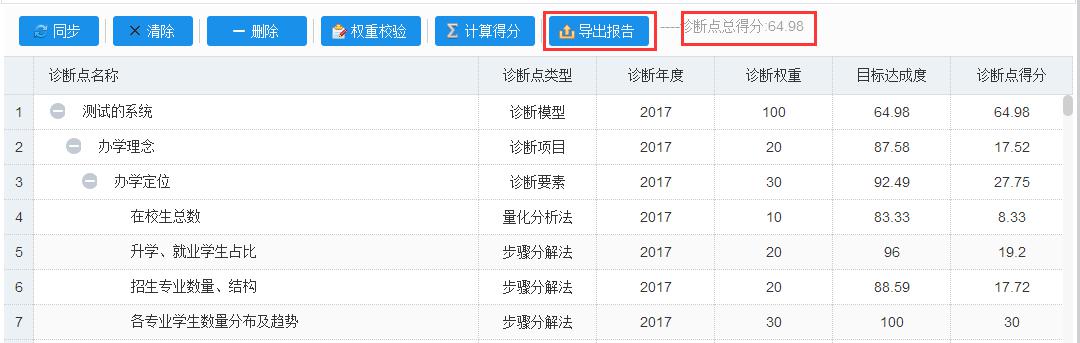 同步 清除 删除 权重校验 计算得分 导出报告 -----诊断点总得分:64.98
诊断点名称 诊断点类型 诊断年度 诊断权重 目标达成度 诊断点得分
1 测试的系统 诊断模型 2017 100 64.98 64.98
2 办学理念 诊断项目 2017 20 87.58 17.52
3 办学定位 诊断要素 2017 30 92.49 27.75
4 在校生总数 量化分析法 2017 10 83.33 8.33
5 升学、就业学生占比 步骤分解法 2017 20 96 19.2
6 招生专业数量、结构 步骤分解法 2017 20 88.59 17.72
7 各专业学生数量分布及趋势 步骤分解法 2017 30 100 30